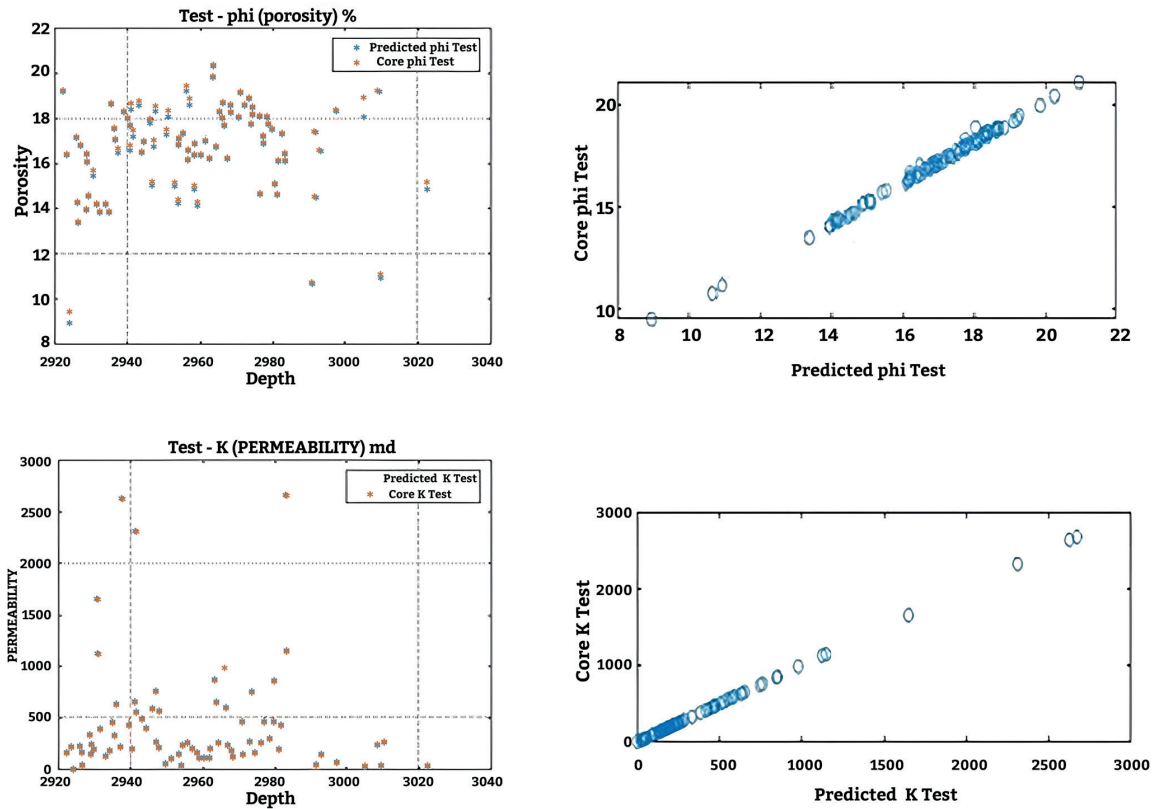 Test - phi (porosity) %
22
20
18
16
14
12
10
8
Porosity
Predicted phi Test
Core phi Test
2920 2940 2960 2980 3000 3020 3040
Depth
20
15
10
Core phi Test
8 10 12 14 16 18 20 22
Predicted phi Test
Test - K (PERMEABILITY) md
3000
2500
2000
1500
1000
500
0
PERMEABILITY
Predicted K Test
Core K Test
2920 2940 2960 2980 3000 3020 3040
Depth
3000
2000
1000
0
Core K Test
0 500 1000 1500 2000 2500 3000
Predicted K Test